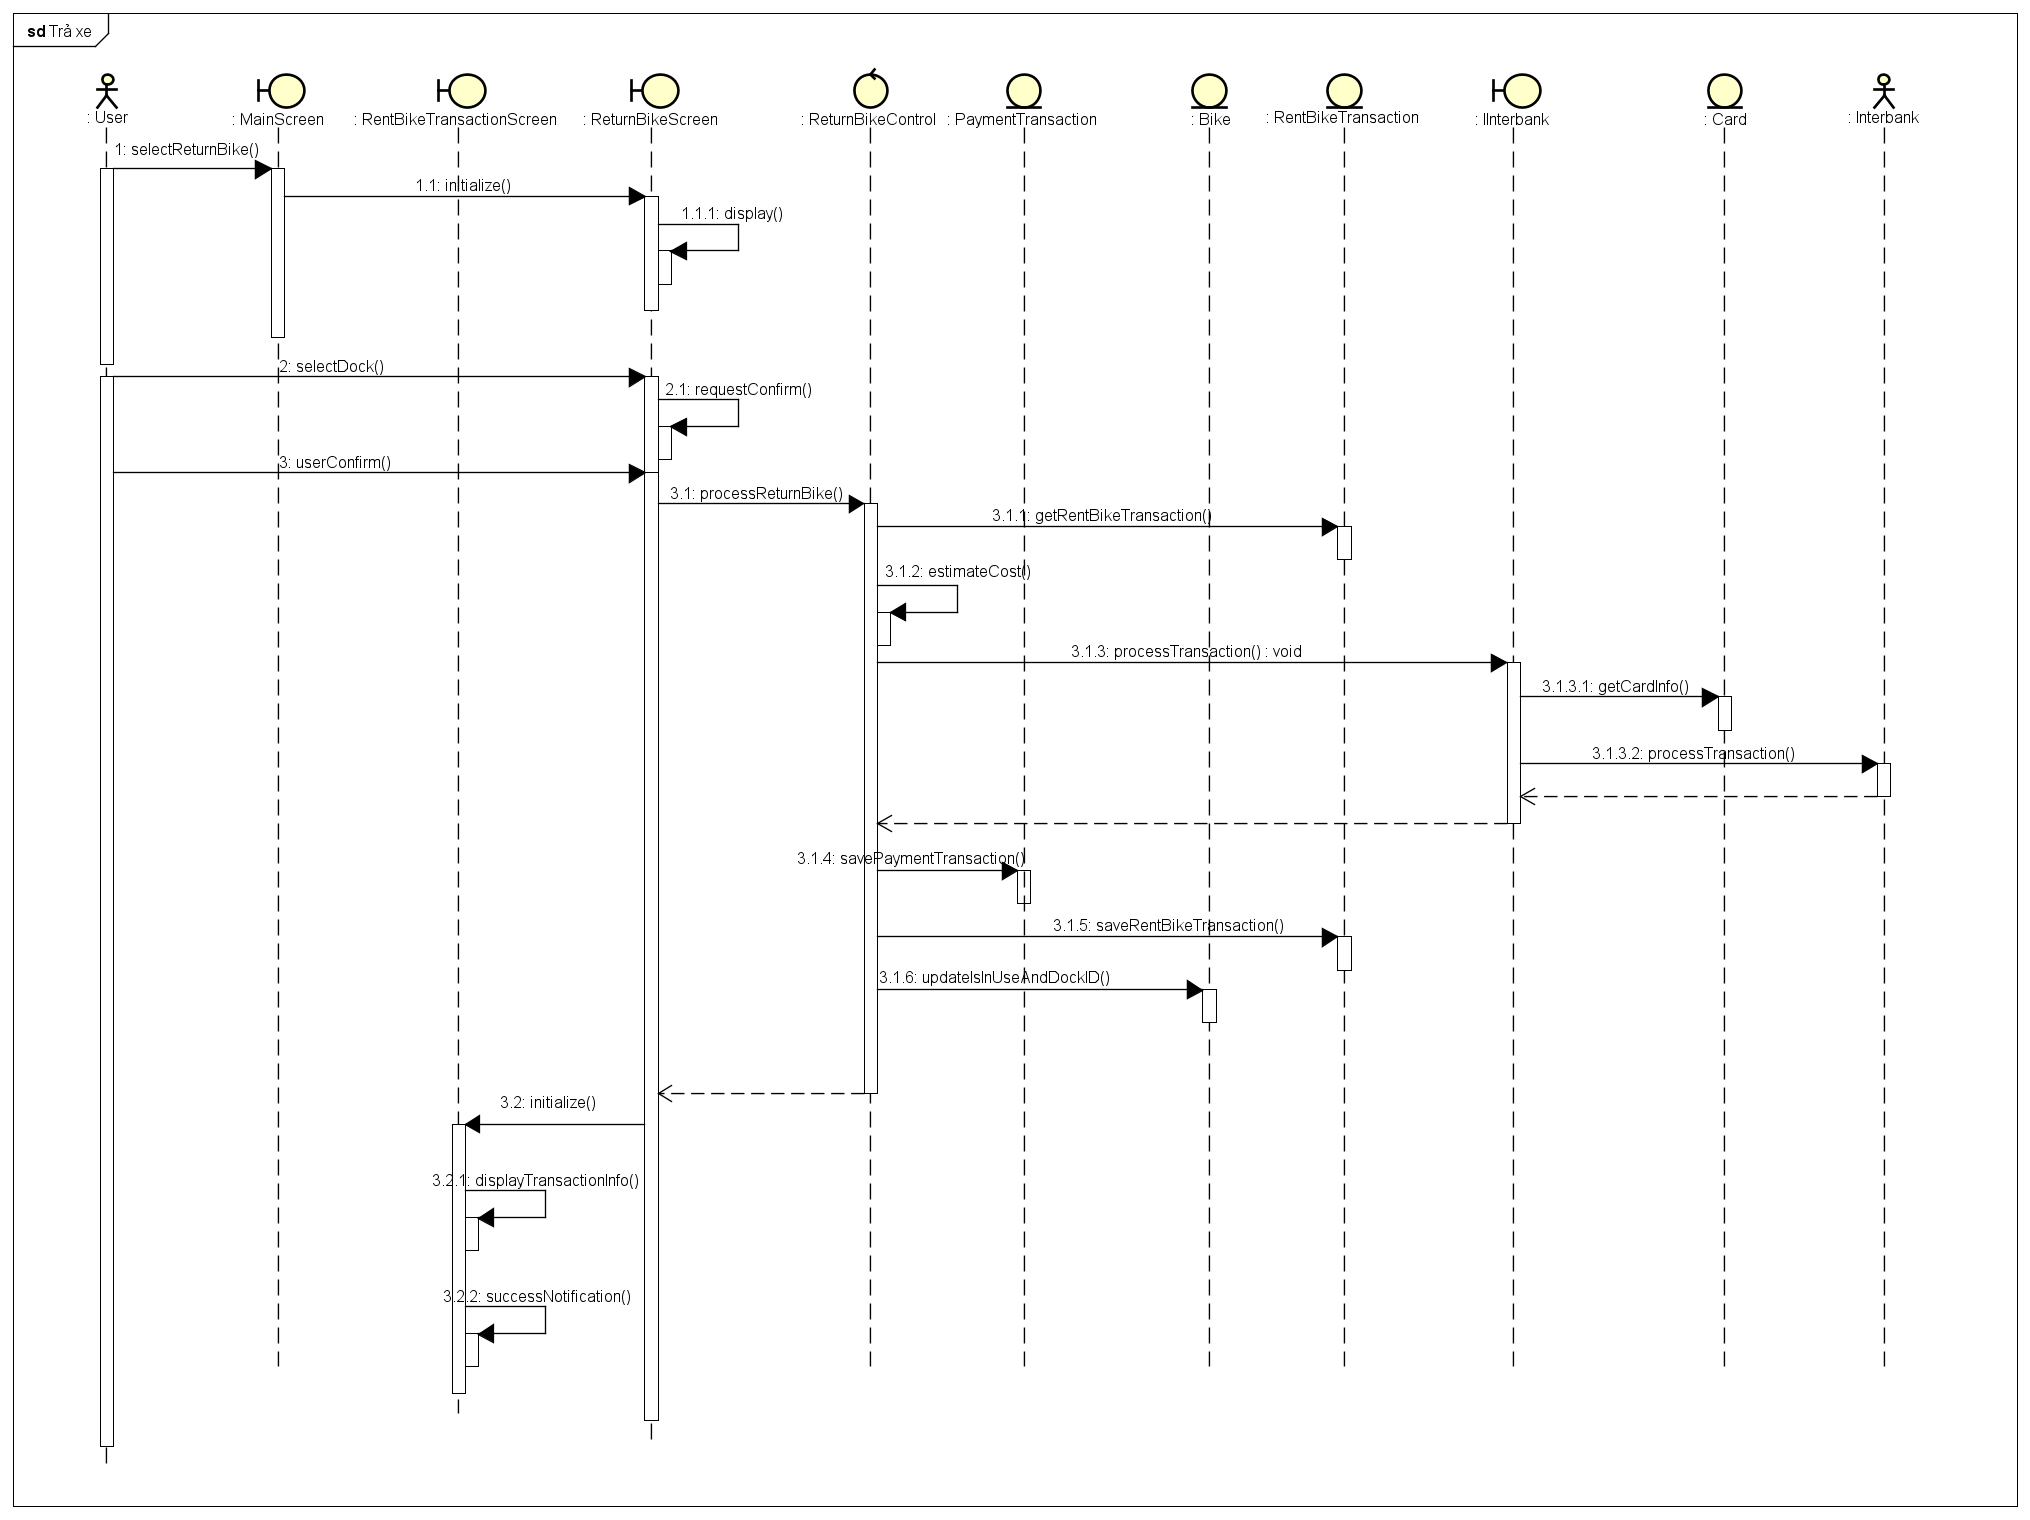 sd Trả xe
: User
: MainScreen
: RentBikeTransactionScreen
: ReturnBikeScreen
: ReturnBikeControl
: PaymentTransaction
: Bike
: RentBikeTransaction
: IInterbank
: Card
: Interbank
1: selectReturnBike()
1.1: initialize()
1.1.1: display()
2: selectDock()
2.1: requestConfirm()
3: userConfirm()
3.1: processReturnBike()
3.1.1: getRentBikeTransaction()
3.1.2: estimateCost()
3.1.3: processTransaction() : void
3.1.3.1: getCardInfo()
3.1.3.2: processTransaction()
3.1.4: savePaymentTransaction()
3.1.5: saveRentBikeTransaction()
3.1.6: updateIsInUseAndDockID()
3.2: initialize()
3.2.1: displayTransactionInfo()
3.2.2: successNotification()